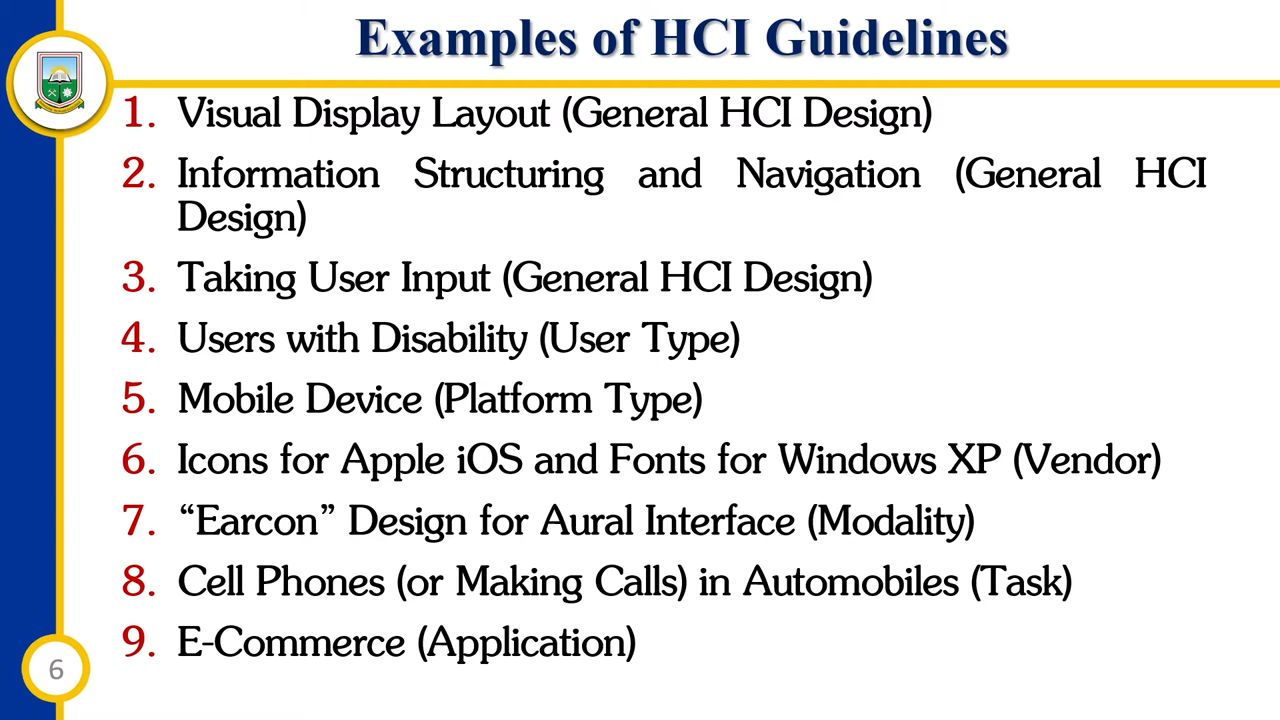 Examples of HCI Guidelines
1. Visual Display Layout (General HCI Design)
2. Information Structuring and Navigation (General HCI
Design)
3. Taking User Input (General HCI Design)
4. Users with Disability (User Type)
5. Mobile Device (Platform Type)
6. Icons for Apple iOS and Fonts for Windows XP (Vendor)
7. “Earcon” Design for Aural Interface (Modality)
8. Cell Phones (or Making Calls) in Automobiles (Task)
9. E-Commerce (Application)
6